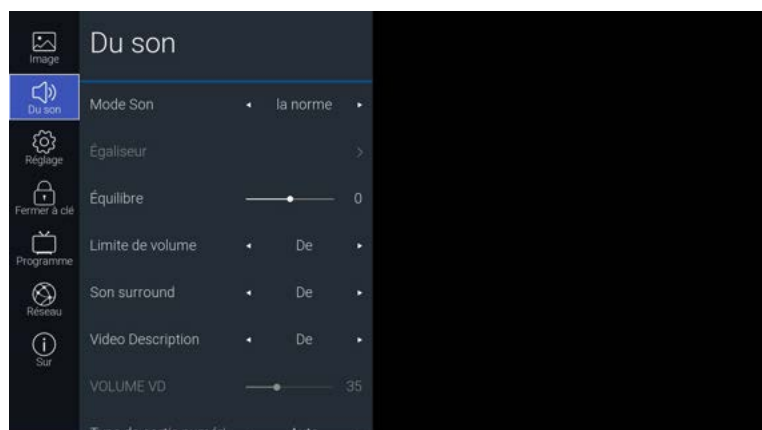 Image
Du son
Réglage
Fermer à clé
Programme
Réseau
Sur
Du son
Mode Son la norme
Égaliseur
Équilibre 0
Limite de volume De
Son surround De
Video Description De
VOLUME VD 35